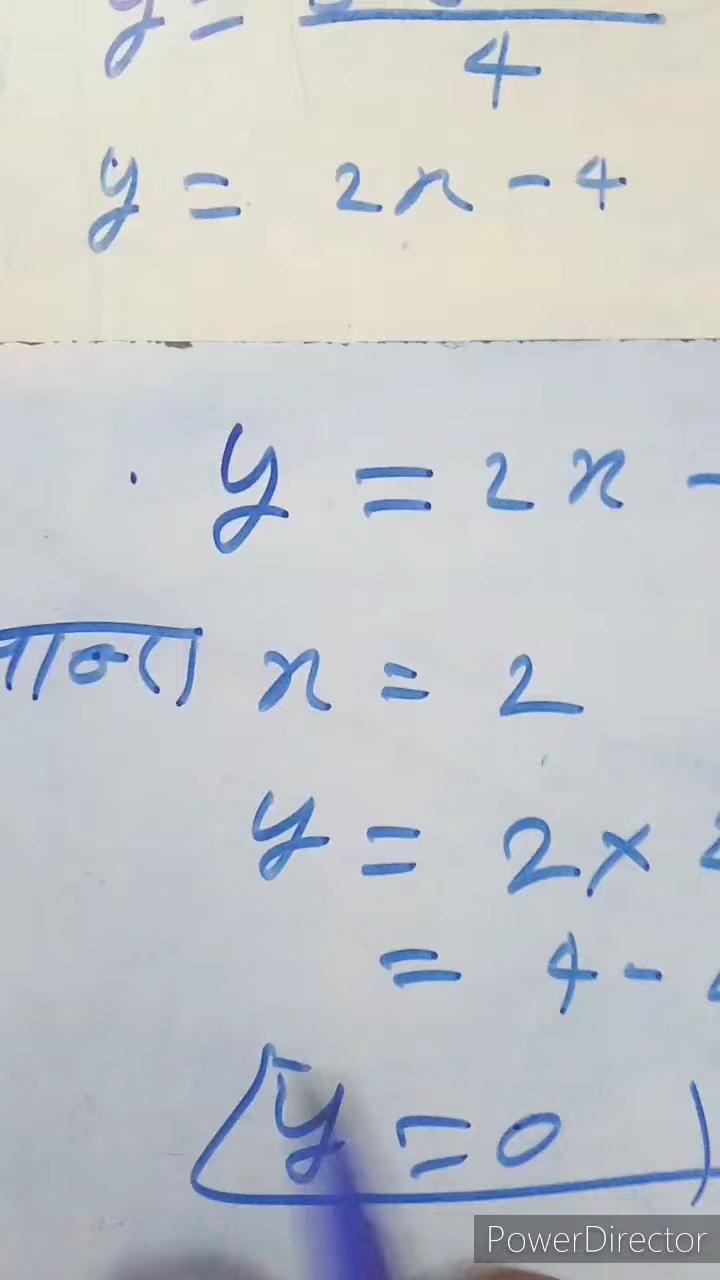 y =
4
y = 2x - 4
y = 2x -
x = 2
y = 2 ×
= 4 -
y = 0
PowerDirector